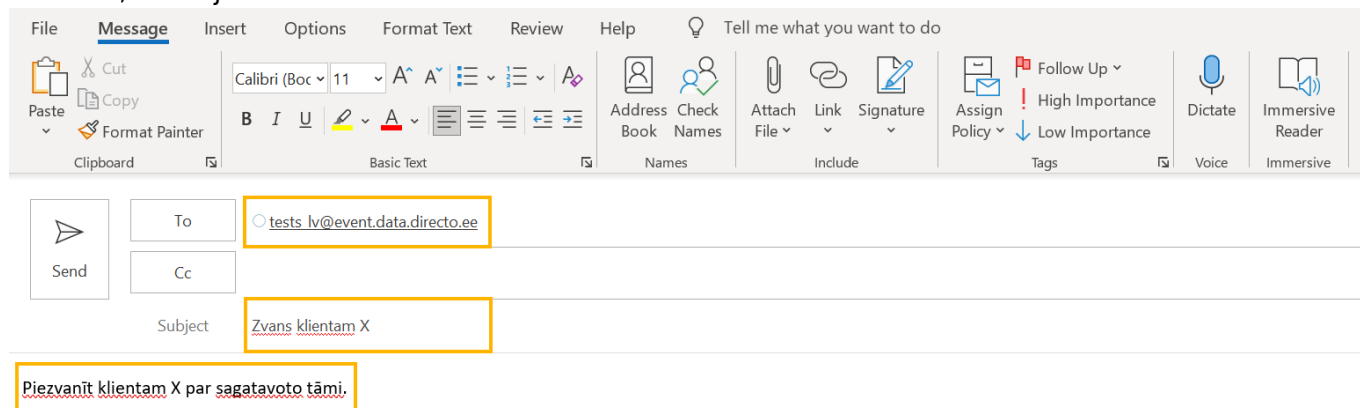 File Message Insert Options Format Text Review Help Tell me what you want to do
Paste
Cut
Copy
Format Painter
Clipboard
Calibri (Boc 11 A^ A
B I U A
Basic Text
Address Book
Check Names
Names
Attach File
Link
Signature
Include
Assign Policy
Follow Up
High Importance
Low Importance
Tags
Dictate
Voice
Immersive Reader
Immersive
Send
To tests_lv@event.data.directo.ee
Cc
Subject Zvans klientam X
Piezvanīt klientam X par sagatavoto tāmi.